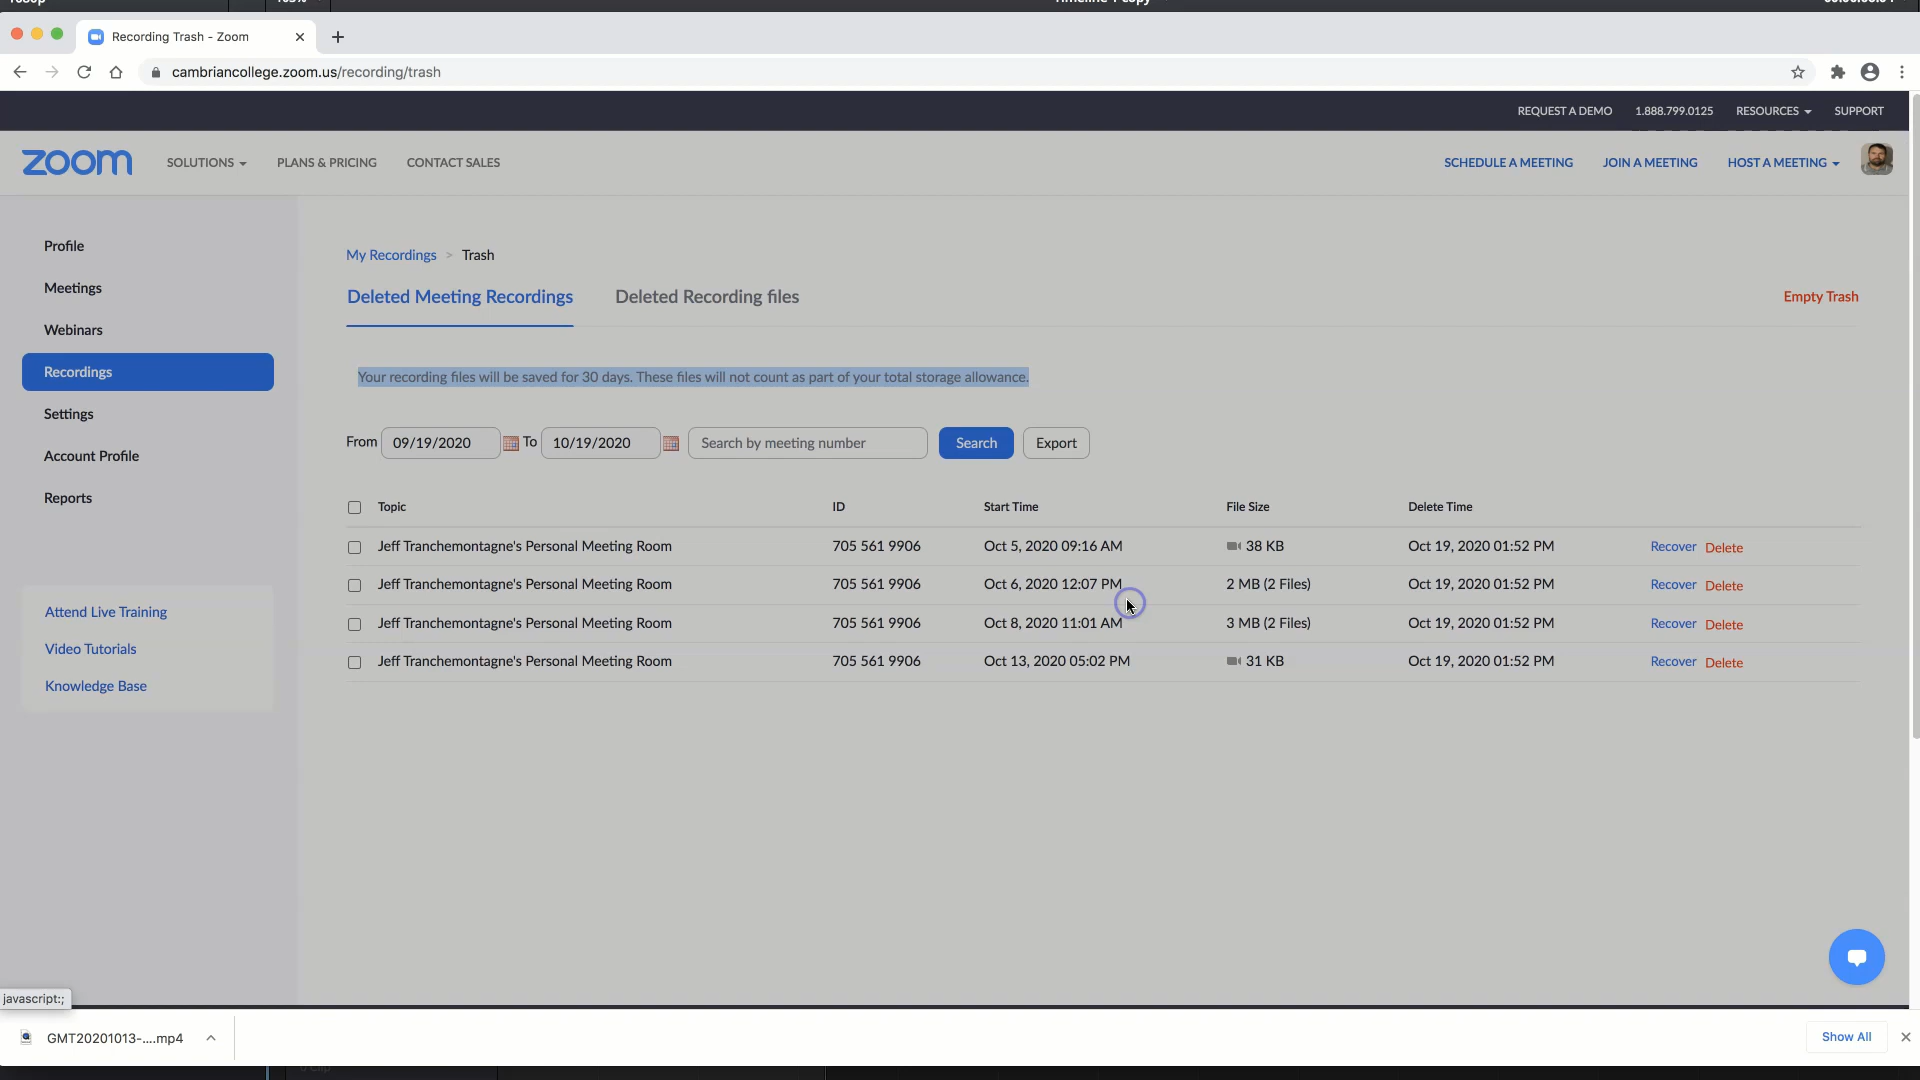 Recording Trash - Zoom
cambriancollege.zoom.us/recording/trash
REQUEST A DEMO 1.888.799.0125 RESOURCES SUPPORT
zoom SOLUTIONS PLANS & PRICING CONTACT SALES SCHEDULE A MEETING JOIN A MEETING HOST A MEETING
Profile
Meetings
Webinars
Recordings
Settings
Account Profile
Reports
Attend Live Training
Video Tutorials
Knowledge Base
My Recordings > Trash
Deleted Meeting Recordings Deleted Recording files Empty Trash
Your recording files will be saved for 30 days. These files will not count as part of your total storage allowance.
From 09/19/2020 To 10/19/2020 Search by meeting number Search Export
Topic ID Start Time File Size Delete Time
Jeff Tranchemontagne's Personal Meeting Room 705 561 9906 Oct 5, 2020 09:16 AM 38 KB Oct 19, 2020 01:52 PM Recover Delete
Jeff Tranchemontagne's Personal Meeting Room 705 561 9906 Oct 6, 2020 12:07 PM 2 MB (2 Files) Oct 19, 2020 01:52 PM Recover Delete
Jeff Tranchemontagne's Personal Meeting Room 705 561 9906 Oct 8, 2020 11:01 AM 3 MB (2 Files) Oct 19, 2020 01:52 PM Recover Delete
Jeff Tranchemontagne's Personal Meeting Room 705 561 9906 Oct 13, 2020 05:02 PM 31 KB Oct 19, 2020 01:52 PM Recover Delete
javascript:;
GMT20201013-....mp4 Show All